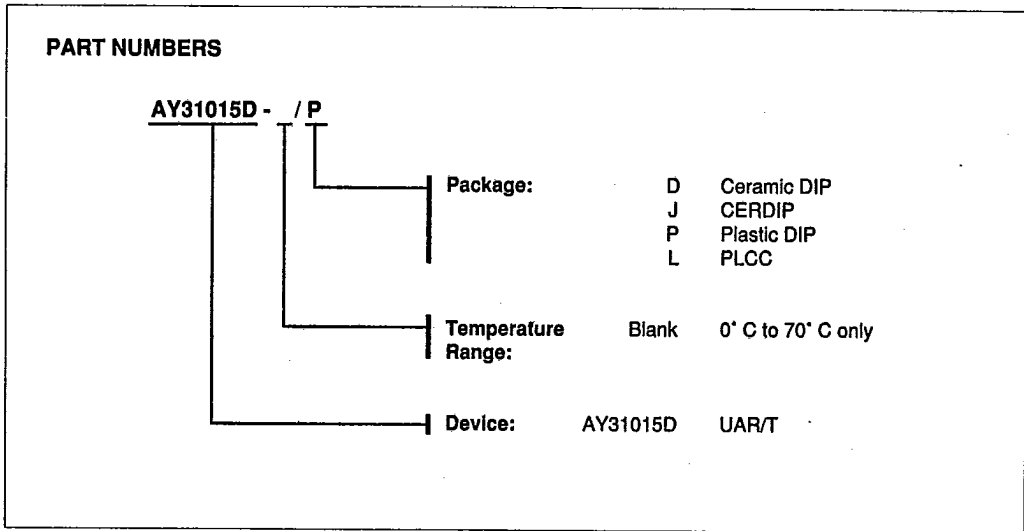 PART NUMBERS
AY31015D - _ / P
Package: D Ceramic DIP
J CERDIP
P Plastic DIP
L PLCC
Temperature Blank 0° C to 70° C only
Range:
Device: AY31015D UAR/T